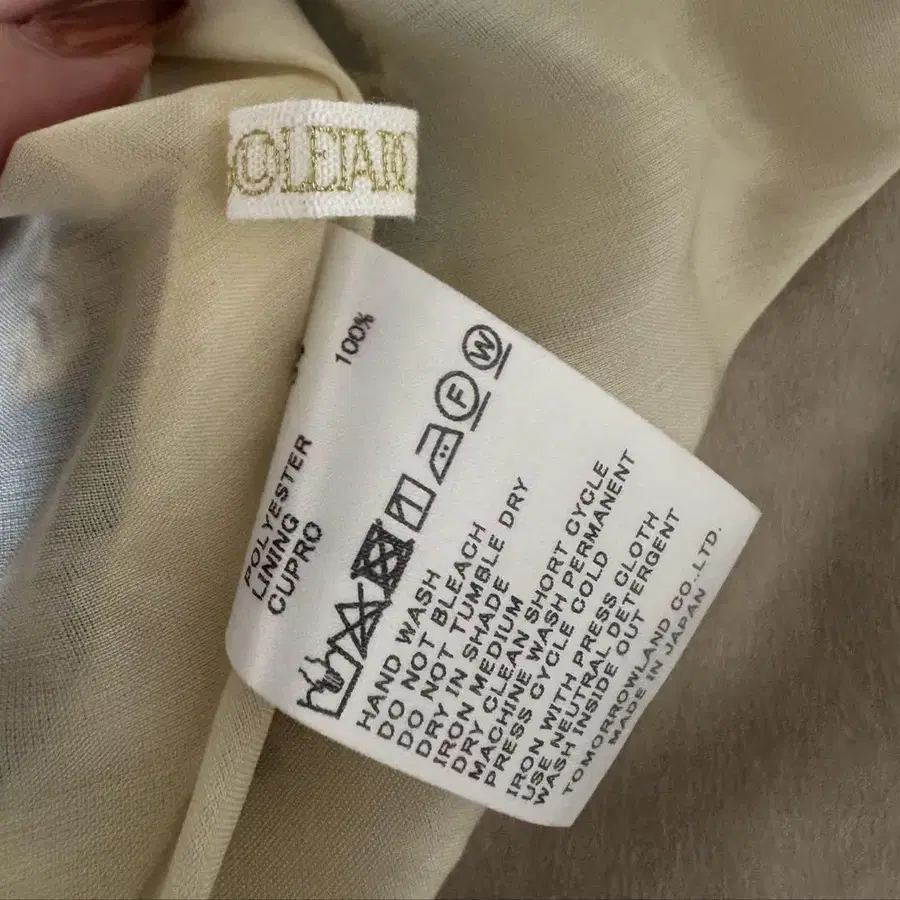 COLETAWO
100%
POLYESTER
LINING
CUPRO
F
W
HAND WASH
DO NOT BLEACH
DO NOT TUMBLE DRY
DRY IN SHADE
IRON MEDIUM
DRY CLEAN SHORT CYCLE
MACHINE WASH PERMANENT
PRESS CYCLE COLD
IRON WITH PRESS CLOTH
USE NEUTRAL DETERGENT
WASH INSIDE OUT
TOMORROWLAND CO.,LTD.
MADE IN JAPAN